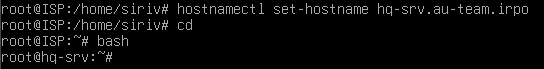 root@ISP:/home/siriv# hostnamectl set-hostname hq-srv.au-team.irpo
root@ISP:/home/siriv# cd
root@ISP:~# bash
root@hq-srv:~#